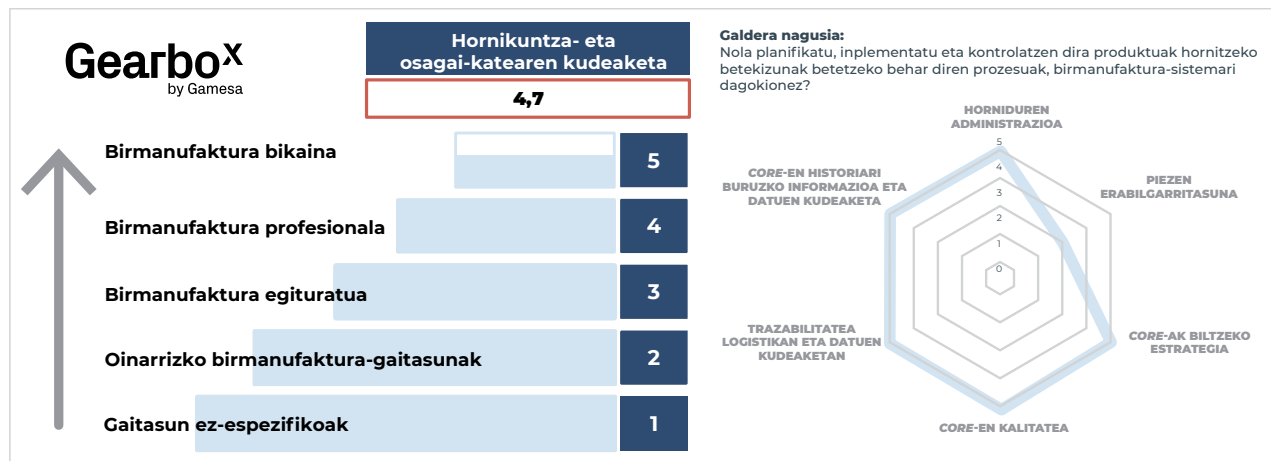 Gearbox
by Gamesa
Hornikuntza- eta
osagai-katearen kudeaketa
4,7
Birmanufaktura bikaina
5
Birmanufaktura profesionala
4
Birmanufaktura egituratua
3
Oinarrizko birmanufaktura-gaitasunak
2
Gaitasun ez-espezifikoak
1
Galdera nagusia:
Nola planifikatu, inplementatu eta kontrolatzen dira produktuak hornitzeko
betekizunak betetzeko behar diren prozesuak, birmanufaktura-sistemari
dagokionez?
HORNIDUREN
ADMINISTRAZIOA
PIEZEN
ERABILGARRITASUNA
CORE-AK BILTZEKO
ESTRATEGIA
CORE-EN KALITATEA
TRAZABILITATEA
LOGISTIKAN ETA DATUEN
KUDEAKETAN
CORE-EN HISTORIARI
BURUZKO INFORMAZIOA ETA
DATUEN KUDEAKETA
5
4
3
2
1
0